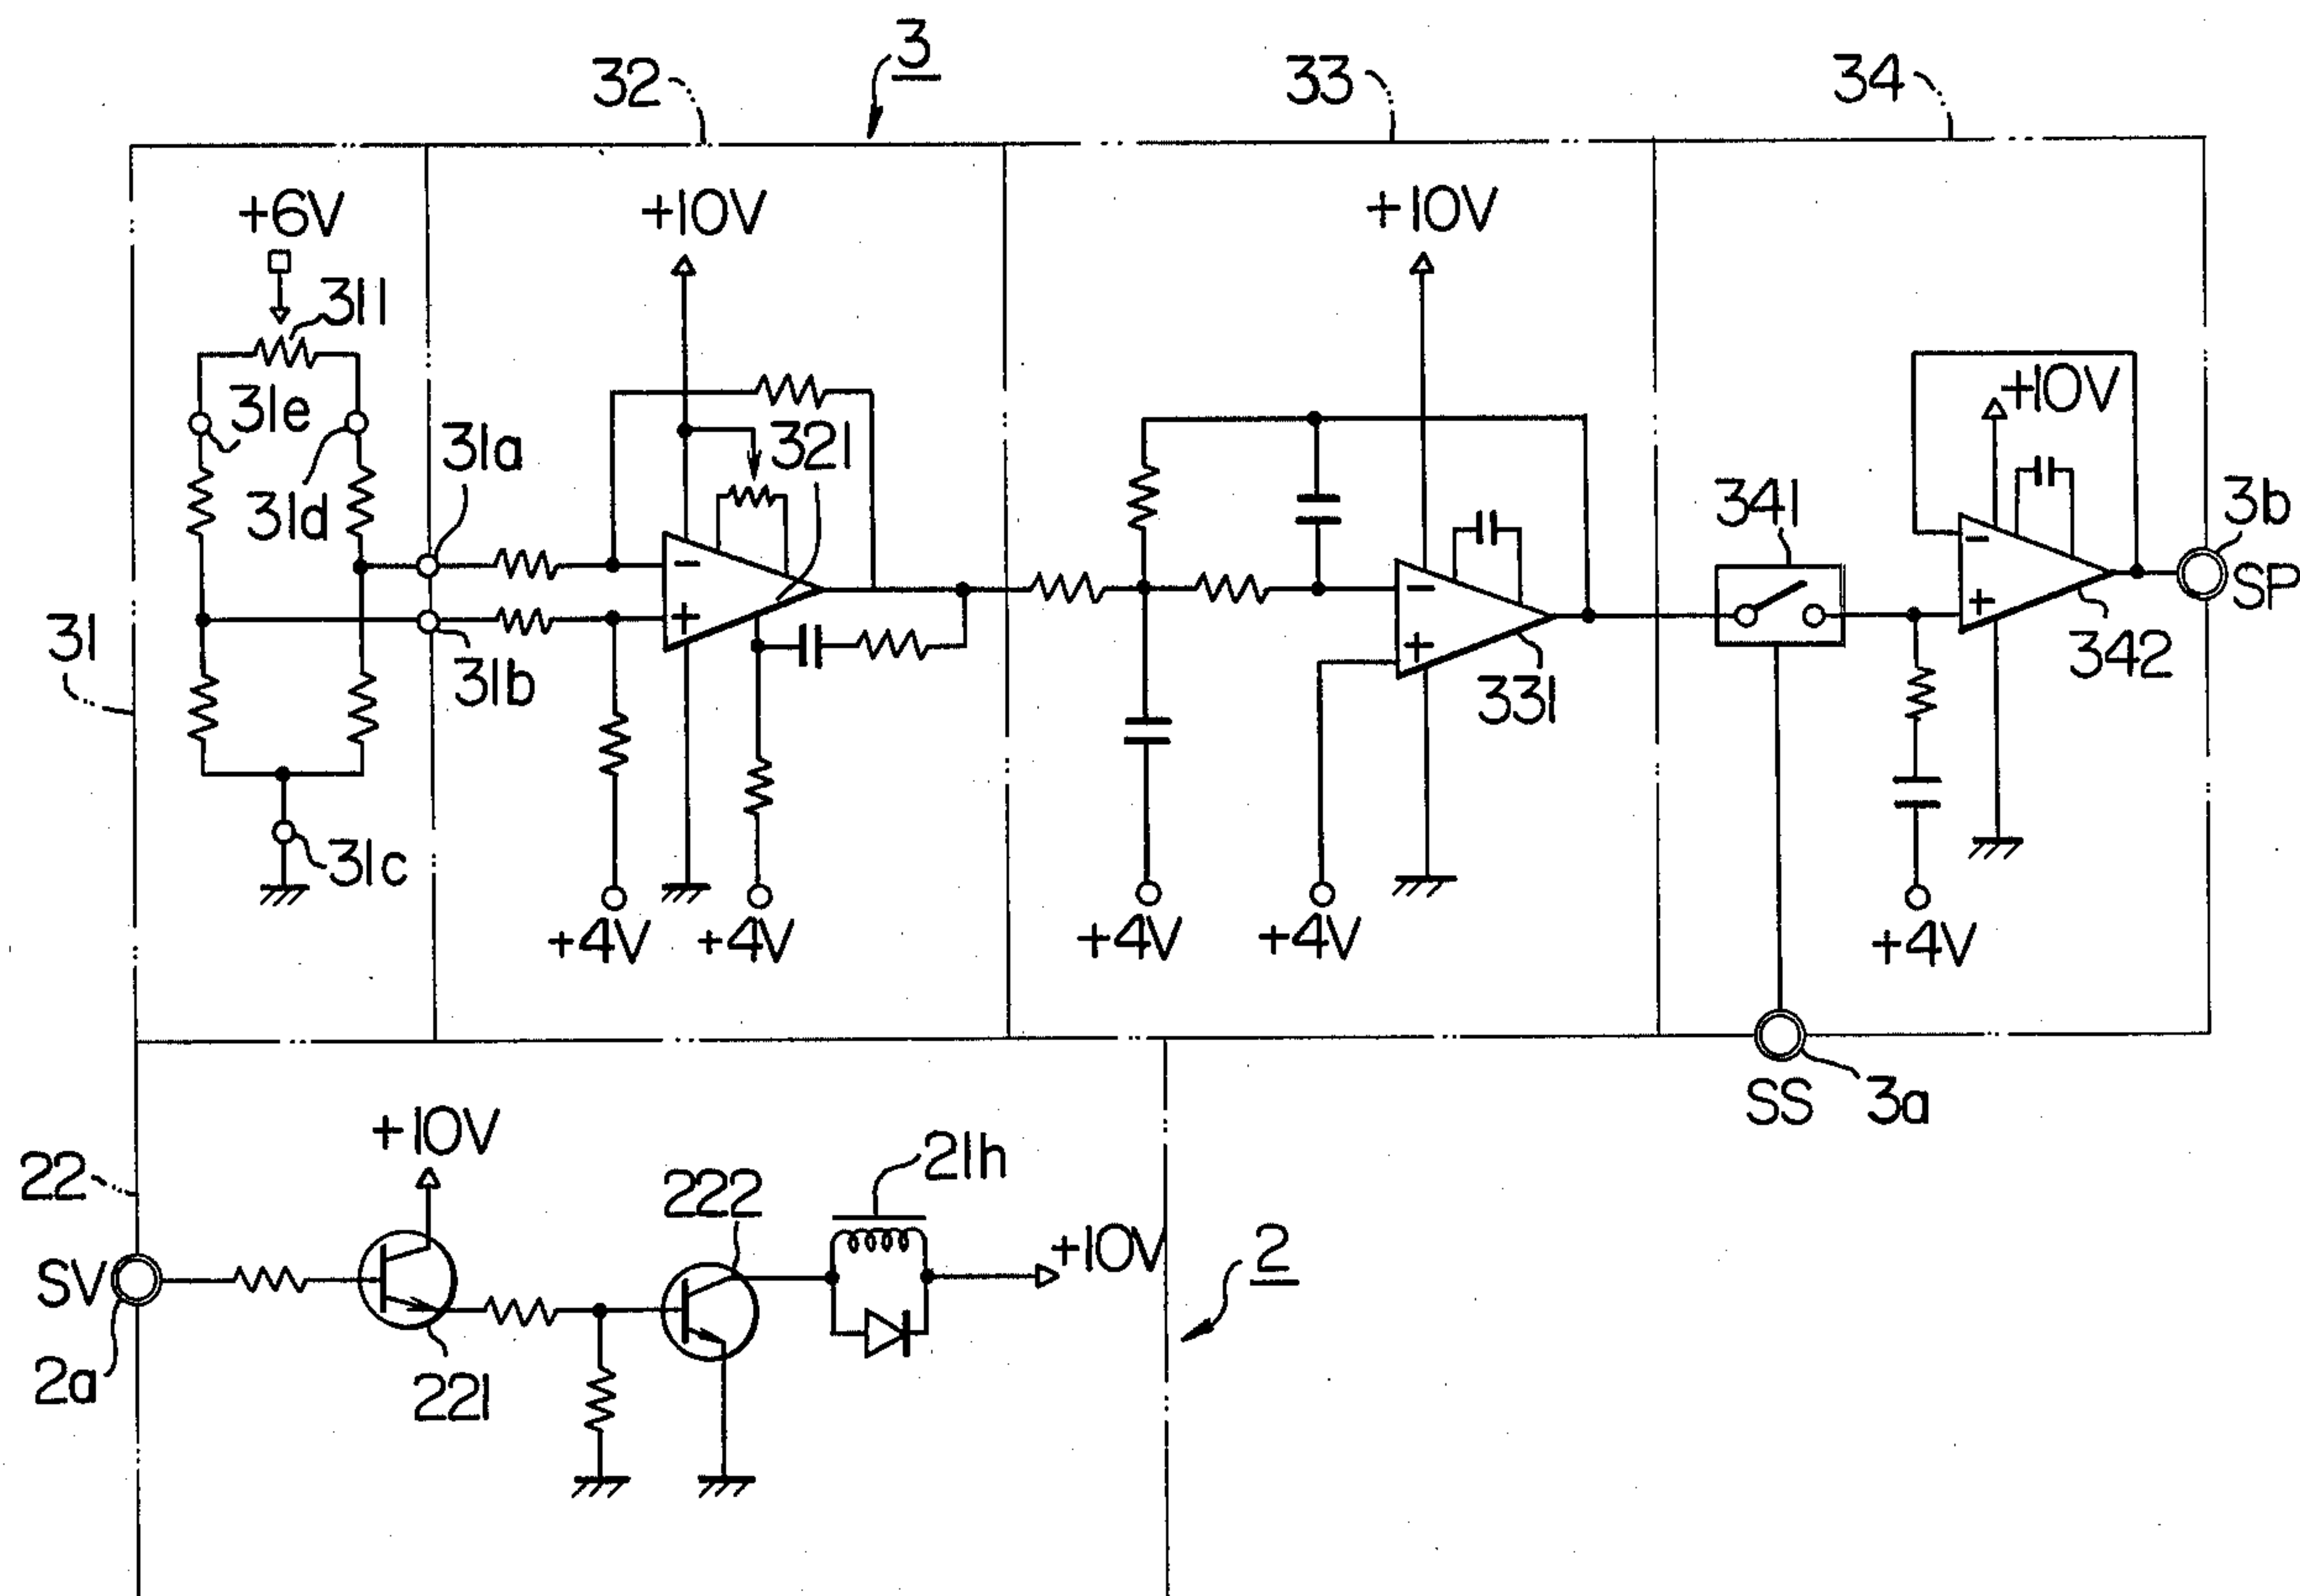 3
32
33
34
+6V
+10V
+10V
311
31e
+10V
31a
321
31d
341
3b
SP
31
31b
331
342
31c
+4V
+4V
+4V
+4V
+4V
SS
3a
+10V
22
222
21h
+10V
2
SV
2a
221